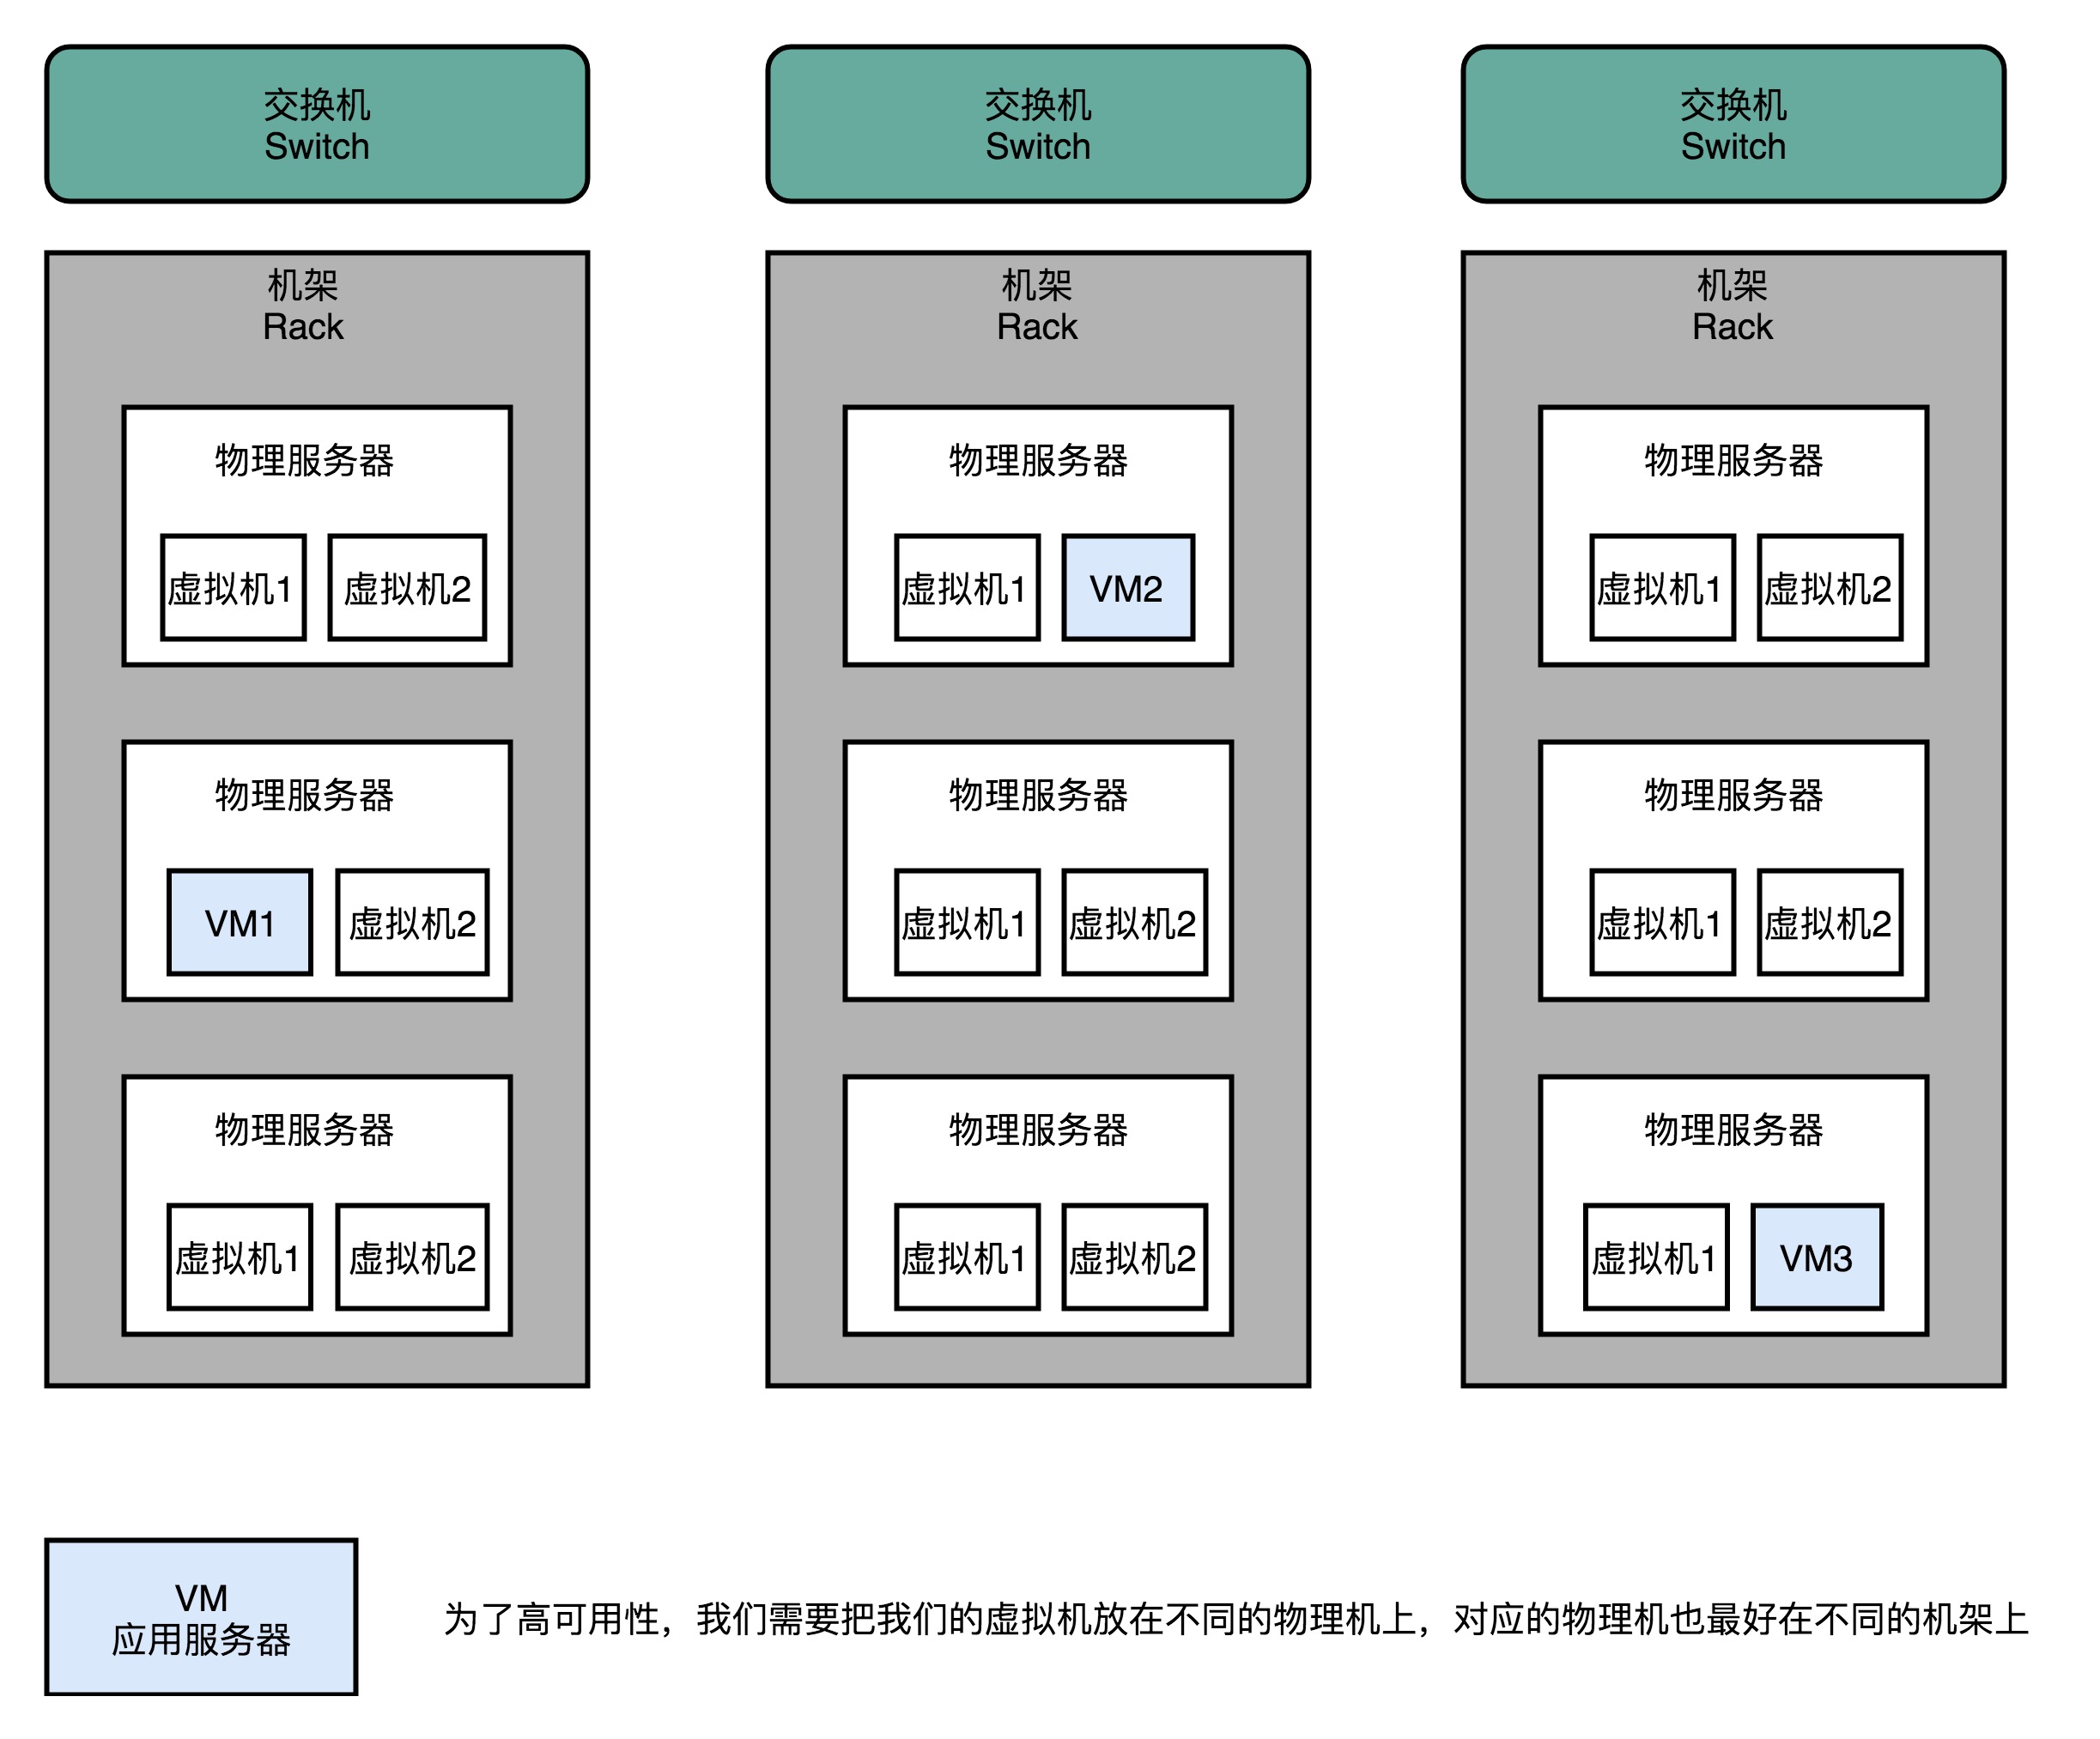 交换机
Switch
交换机
Switch
交换机
Switch
机架
Rack
物理服务器
虚拟机1
虚拟机2
物理服务器
VM1
虚拟机2
物理服务器
虚拟机1
虚拟机2
机架
Rack
物理服务器
虚拟机1
VM2
物理服务器
虚拟机1
虚拟机2
物理服务器
虚拟机1
虚拟机2
机架
Rack
物理服务器
虚拟机1
虚拟机2
物理服务器
虚拟机1
虚拟机2
物理服务器
虚拟机1
VM3
VM
应用服务器
为了高可用性，我们需要把我们的虚拟机放在不同的物理机上，对应的物理机也最好在不同的机架上